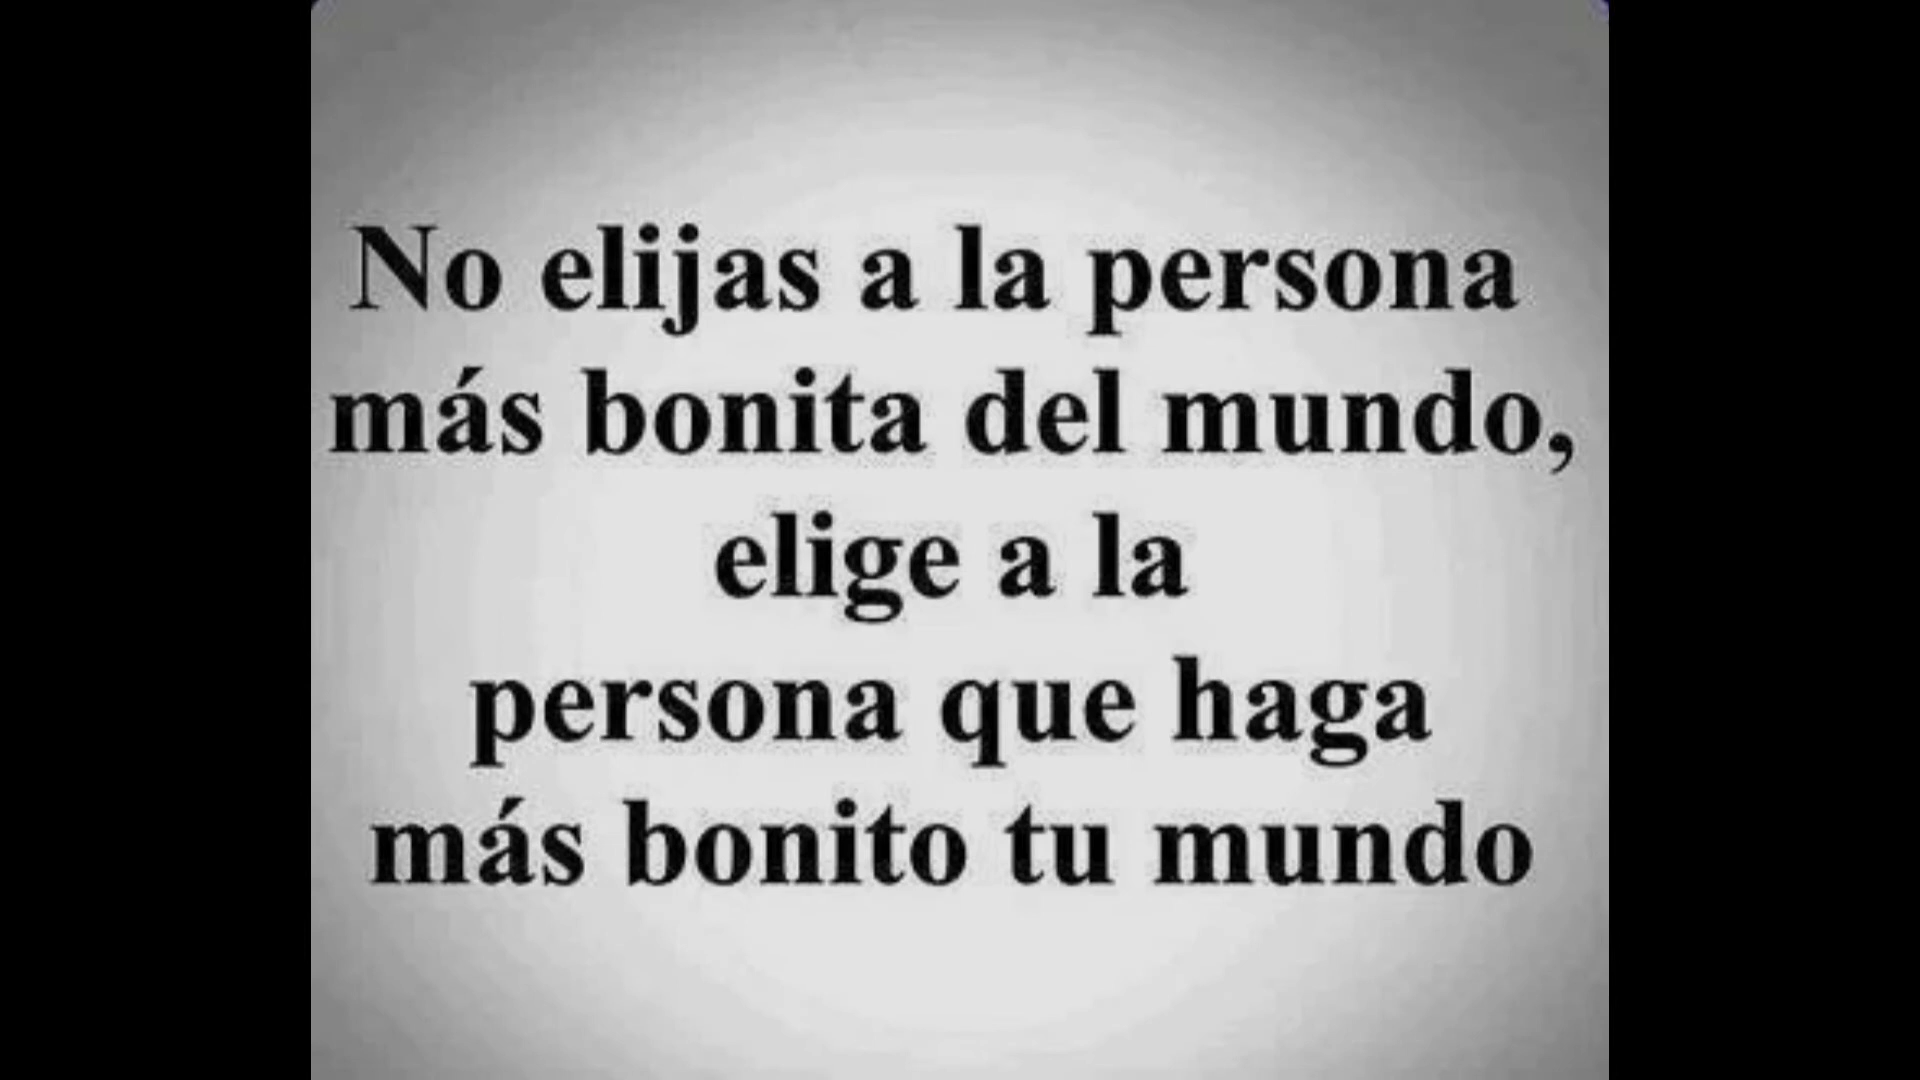 No elijas a la persona
más bonita del mundo,
elige a la
persona que haga
más bonito tu mundo